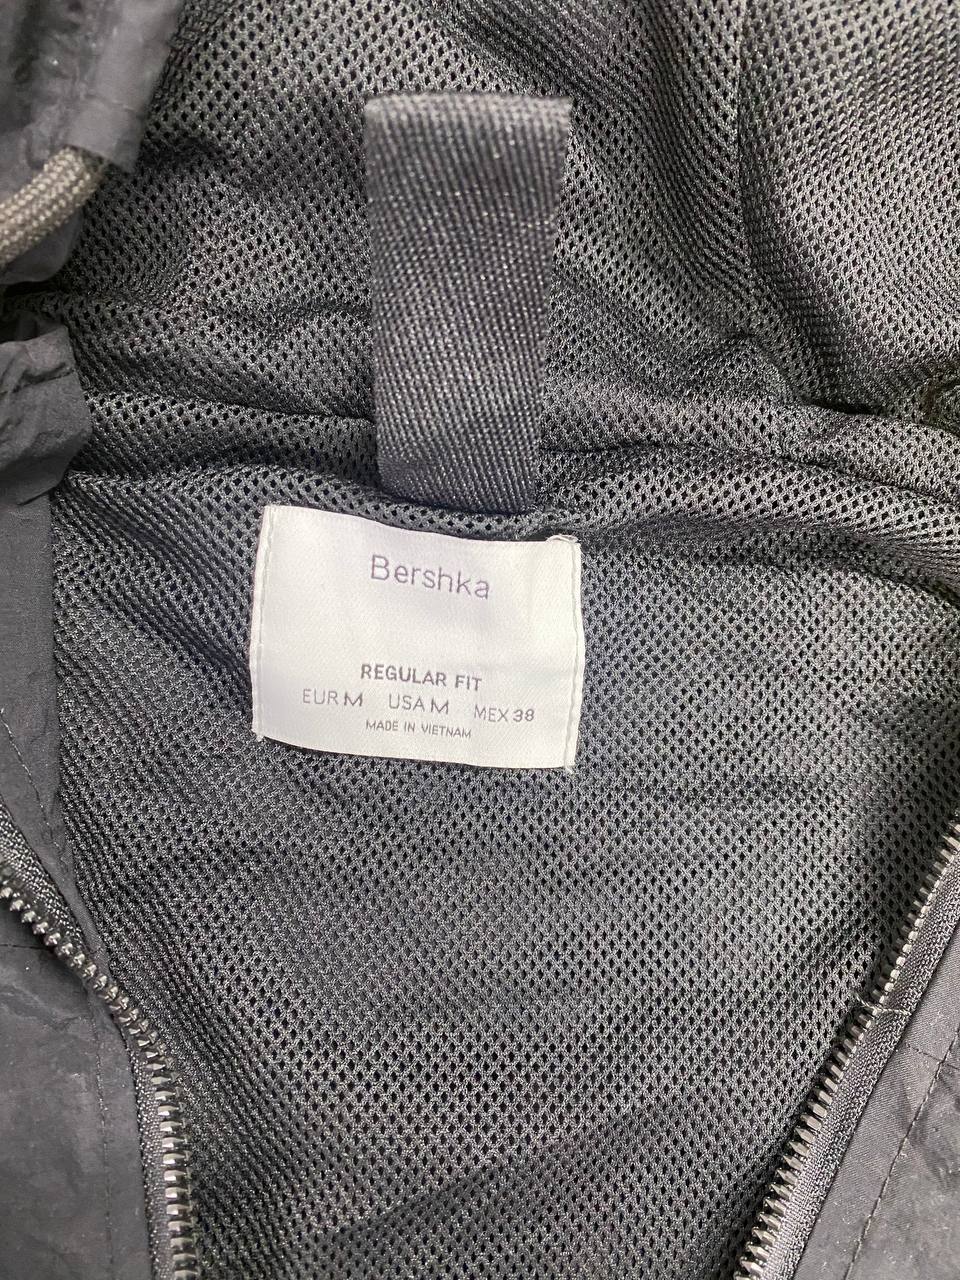 Bershka
REGULAR FIT
EUR M USA M MEX 38
MADE IN VIETNAM